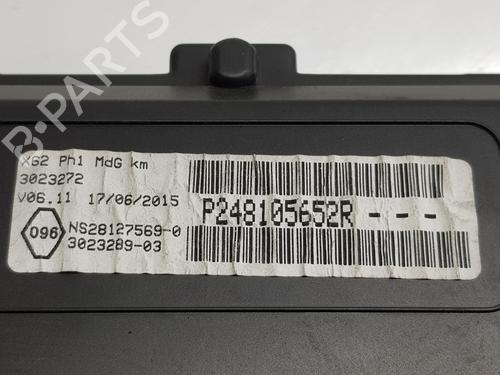 B-PARTS
X62 Ph1 MdG km
3023272
V06.11 17/06/2015
P248105652R - - -
096
NS28127569-0
3023289-03